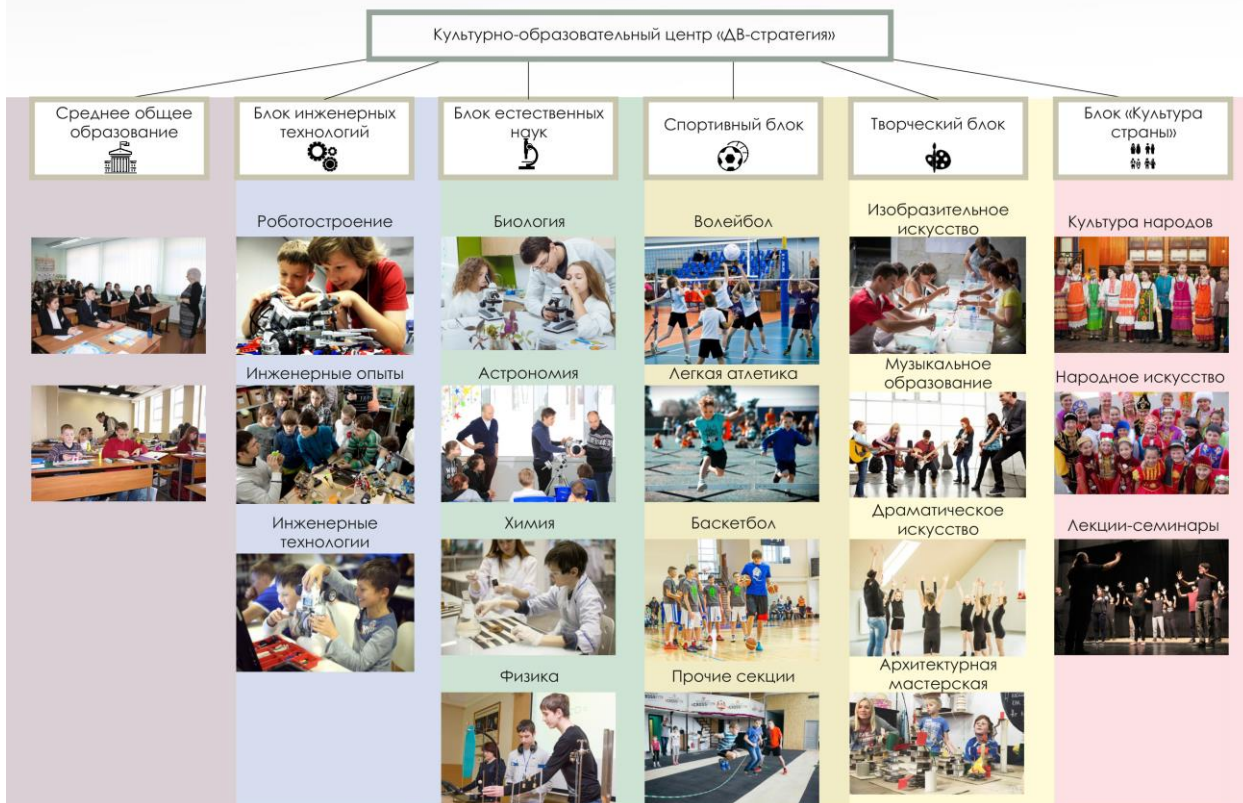 Культурно-образовательный центр «ДВ-стратегия»
Среднее общее
образование
Блок инженерных
технологий
Блок естественных
наук
Спортивный блок
Творческий блок
Блок «Культура
страны»
Роботостроение
Инженерные опыты
Инженерные
технологии
Биология
Астрономия
Химия
Физика
Волейбол
Легкая атлетика
Баскетбол
Прочие секции
Изобразительное
искусство
Музыкальное
образование
Драматическое
искусство
Архитектурная
мастерская
Культура народов
Народное искусство
Лекции-семинары